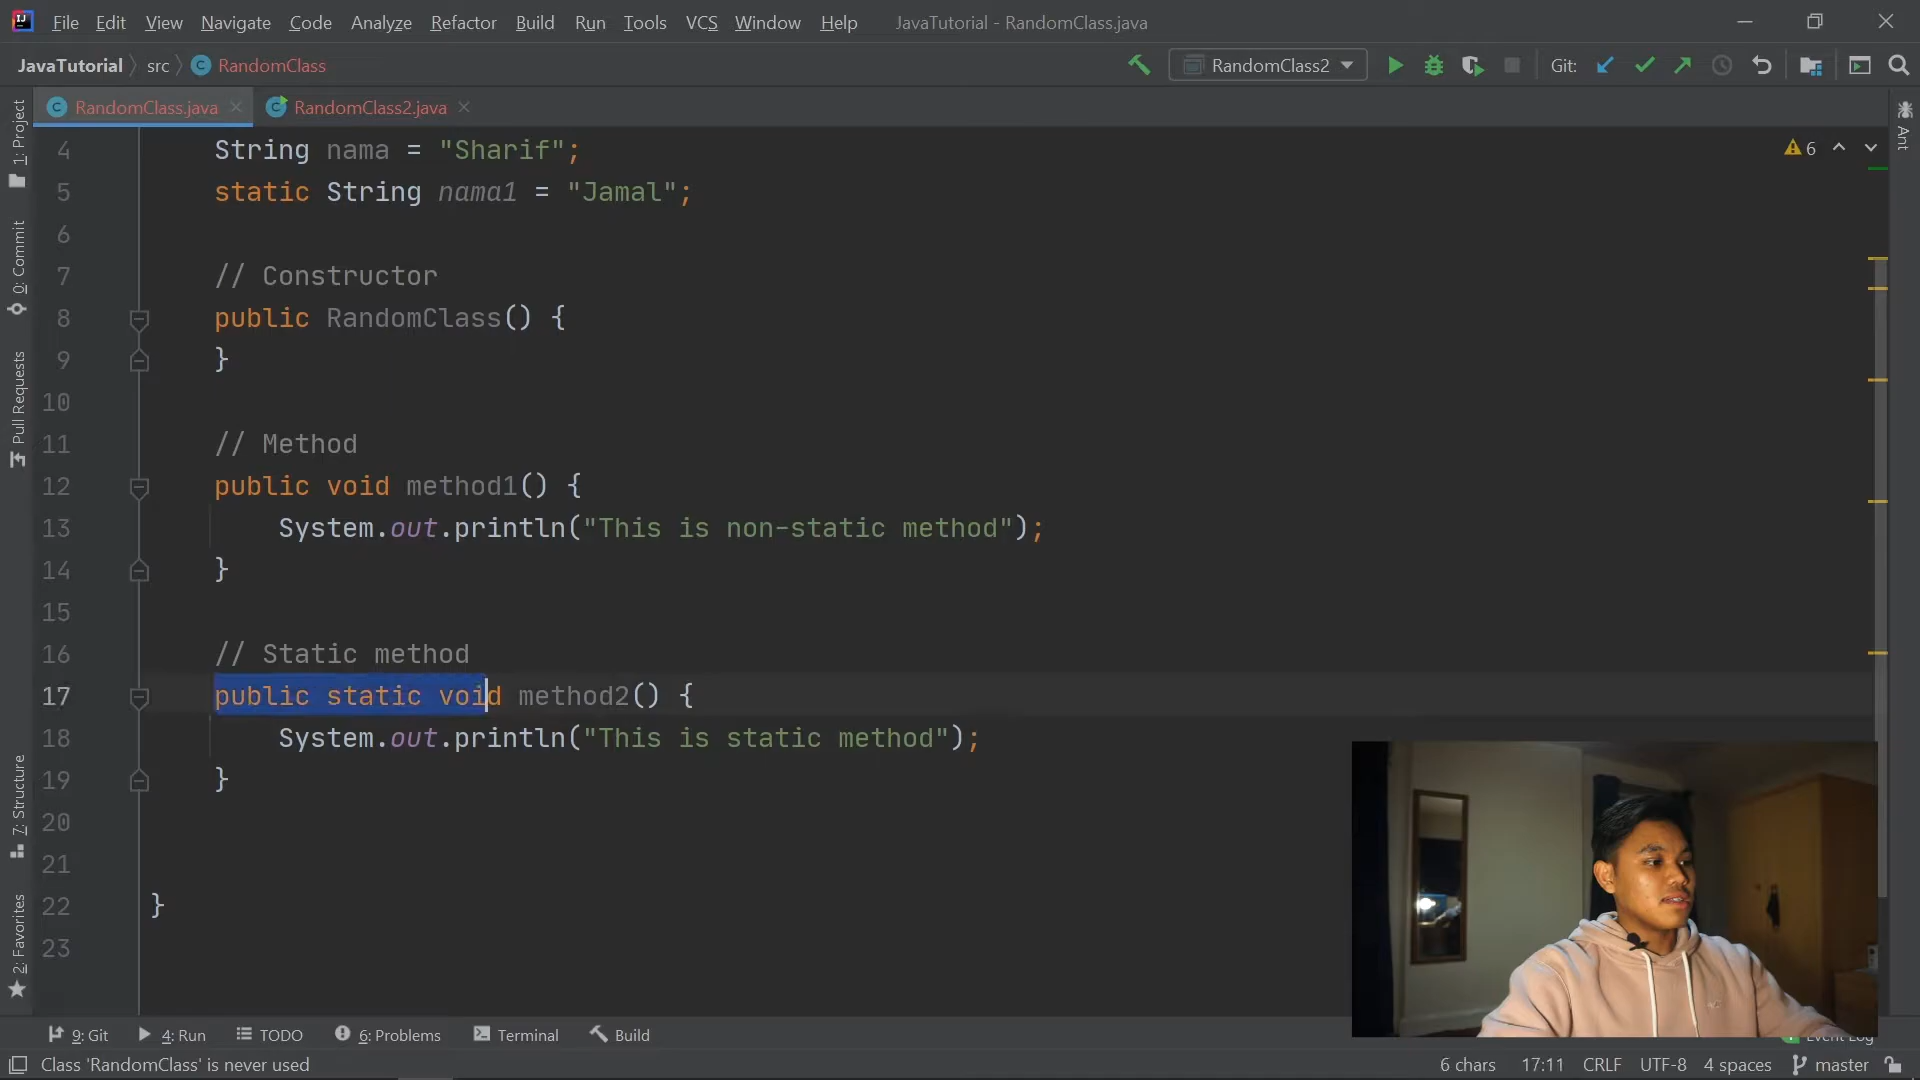 File Edit View Navigate Code Analyze Refactor Build Run Tools VCS Window Help JavaTutorial - RandomClass.java
JavaTutorial src RandomClass RandomClass2 Git:
RandomClass.java RandomClass2.java
1: Project
0: Commit
Pull Requests
7: Structure
2: Favorites
Ant
6
4 String nama = "Sharif";
5 static String nama1 = "Jamal";
6
7 // Constructor
8 public RandomClass() {
9 }
10
11 // Method
12 public void method1() {
13 System.out.println("This is non-static method");
14 }
15
16 // Static method
17 public static void method2() {
18 System.out.println("This is static method");
19 }
20
21
22 }
23
9: Git 4: Run TODO 6: Problems Terminal Build Event Log
Class 'RandomClass' is never used 6 chars 17:11 CRLF UTF-8 4 spaces master